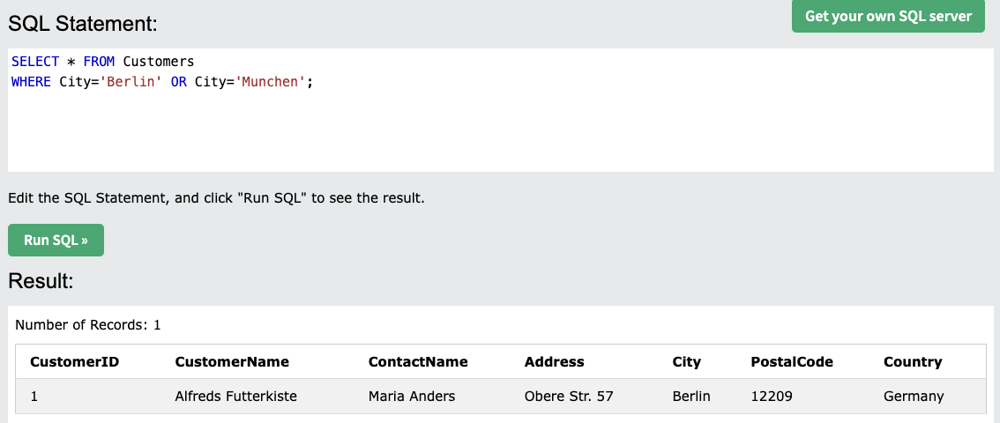 SQL Statement:
Get your own SQL server
SELECT * FROM Customers
WHERE City='Berlin' OR City='Munchen';
Edit the SQL Statement, and click "Run SQL" to see the result.
Run SQL »
Result:
Number of Records: 1
CustomerID CustomerName ContactName Address City PostalCode Country
1 Alfreds Futterkiste Maria Anders Obere Str. 57 Berlin 12209 Germany